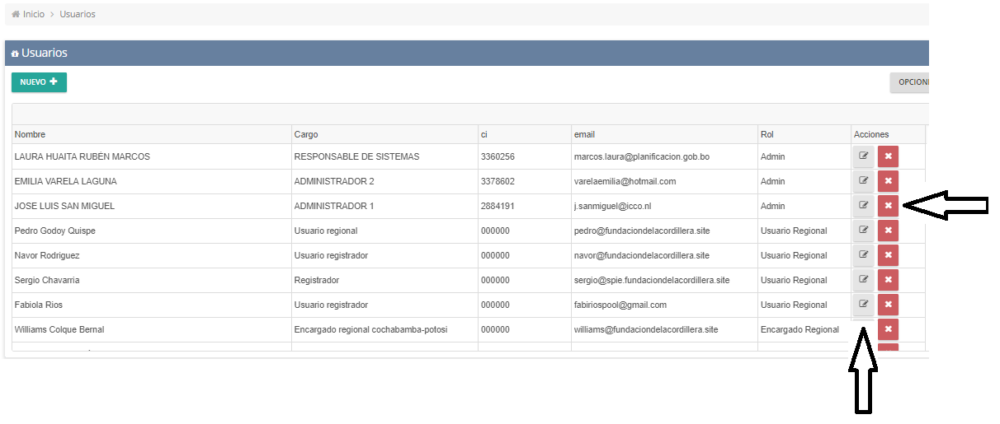 Inicio > Usuarios
Usuarios
NUEVO
OPCION
Nombre Cargo ci email Rol Acciones
LAURA HUAITA RUBÉN MARCOS RESPONSABLE DE SISTEMAS 3360256 marcos.laura@planificacion.gob.bo Admin
EMILIA VARELA LAGUNA ADMINISTRADOR 2 3378602 varelaemilia@hotmail.com Admin
JOSE LUIS SAN MIGUEL ADMINISTRADOR 1 2884191 j.sanmiguel@icco.nl Admin
Pedro Godoy Quispe Usuario regional 000000 pedro@fundaciondelacordillera.site Usuario Regional
Navor Rodriguez Usuario registrador 000000 navor@fundaciondelacordillera.site Usuario Regional
Sergio Chavarria Registrador 000000 sergio@spie.fundaciondelacordillera.site Usuario Regional
Fabiola Rios Usuario registrador 000000 fabiriospool@gmail.com Usuario Regional
Williams Colque Bernal Encargado regional cochabamba-potosi 000000 williams@fundaciondelacordillera.site Encargado Regional